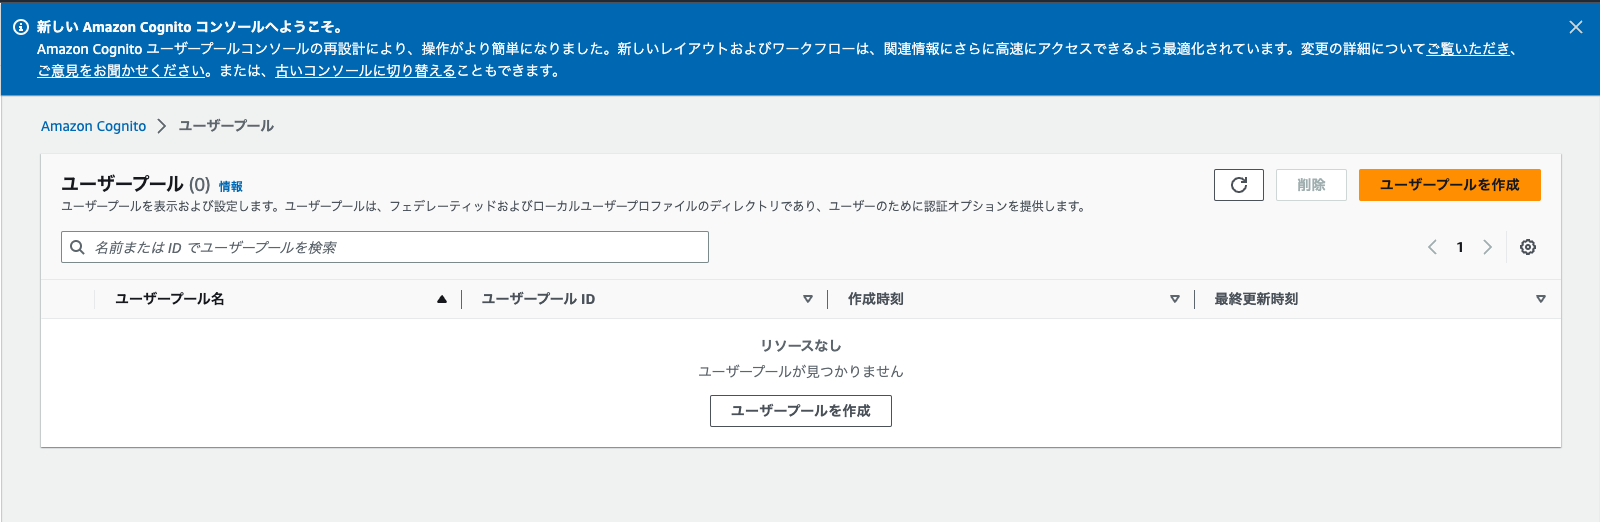 新しい Amazon Cognito コンソールへようこそ。
Amazon Cognito ユーザープールコンソールの再設計により、操作がより簡単になりました。新しいレイアウトおよびワークフローは、関連情報にさらに高速にアクセスできるよう最適化されています。変更の詳細についてご覧いただき、
ご意見をお聞かせください。または、古いコンソールに切り替えることもできます。
Amazon Cognito
ユーザープール
ユーザープール (0) 情報
削除
ユーザープールを作成
ユーザープールを表示および設定します。ユーザープールは、フェデレーティッドおよびローカルユーザープロファイルのディレクトリであり、ユーザーのために認証オプションを提供します。
名前または ID でユーザープールを検索
1
ユーザープール名
ユーザープール ID
作成時刻
最終更新時刻
リソースなし
ユーザープールが見つかりません
ユーザープールを作成